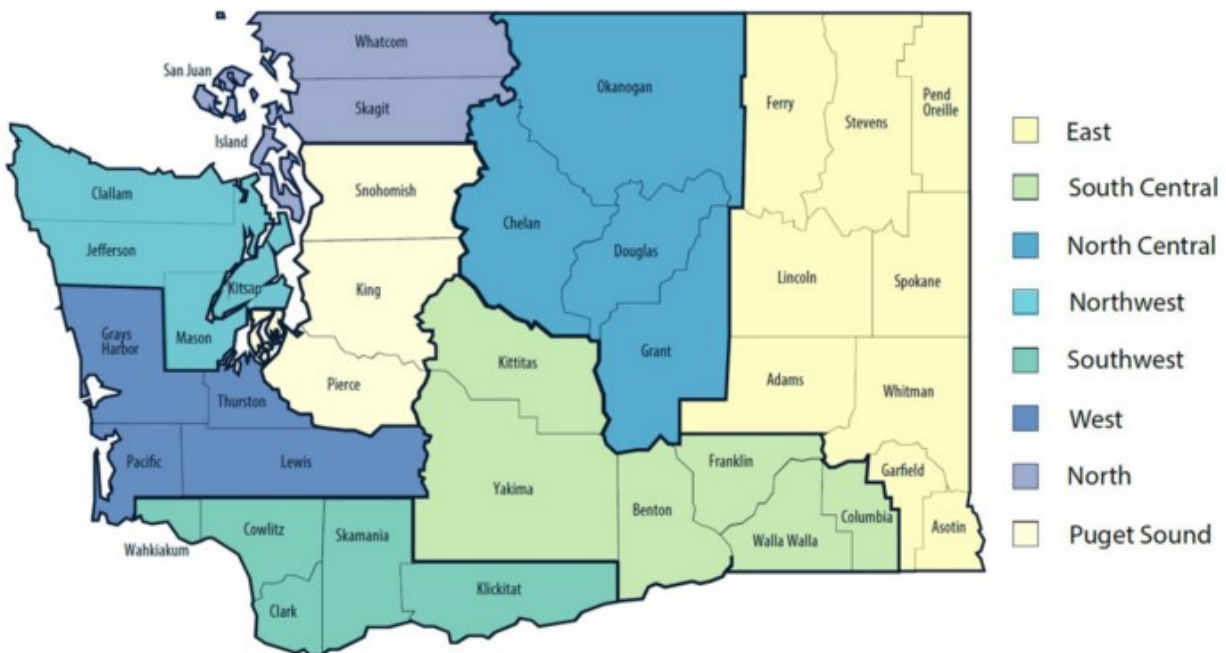 Whatcom
San Juan
Skagit
Island
Okanogan
Ferry
Stevens
Pend
Oreille
Clallam
Snohomish
Chelan
Douglas
Jefferson
King
Kitsap
Lincoln
Spokane
Grays
Harbor
Mason
Grant
Kittitas
Pierce
Adams
Whitman
Thurston
Pacific
Lewis
Yakima
Franklin
Garfield
Benton
Columbia
Asotin
Walla Walla
Wahkiakum
Cowlitz
Skamania
Klickitat
Clark
East
South Central
North Central
Northwest
Southwest
West
North
Puget Sound